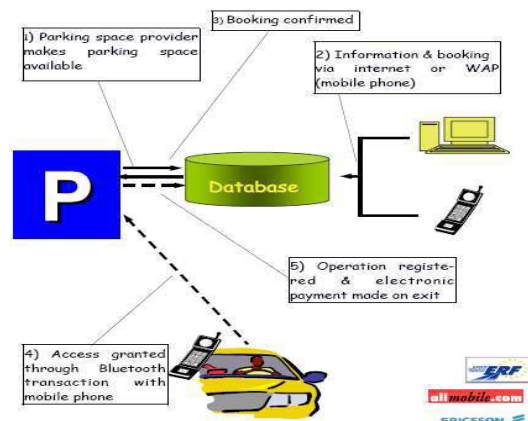 1) Parking space provider
makes parking space
available
3) Booking confirmed
2) Information & booking
via internet or WAP
(mobile phone)
P
Database
5) Operation registe-
red & electronic
payment made on exit
4) Access granted
through Bluetooth
transaction with
mobile phone
ERF
allmobile.com
ERICSSON